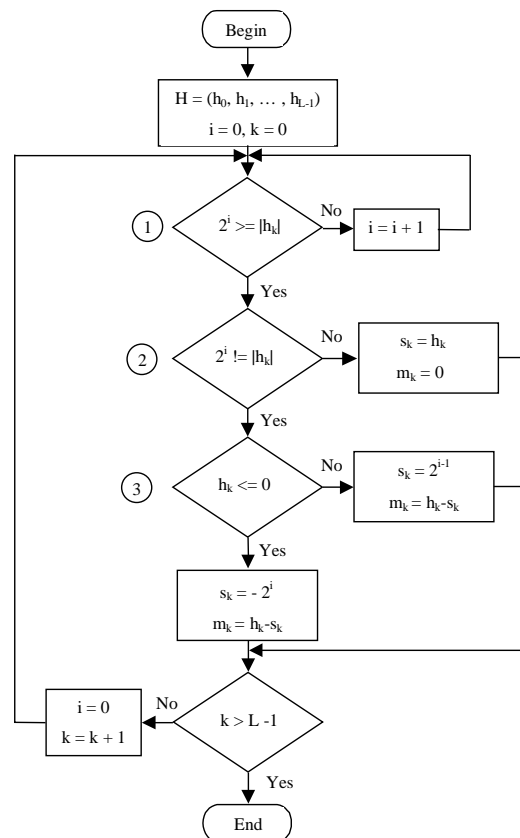 Begin
H = (h₀, h₁, … , h_L-1)
i = 0, k = 0
1
2ⁱ >= |hₖ|
No
i = i + 1
Yes
2
2ⁱ != |hₖ|
No
sₖ = hₖ
mₖ = 0
Yes
3
hₖ <= 0
No
sₖ = 2ⁱ⁻¹
mₖ = hₖ-sₖ
Yes
sₖ = - 2ⁱ
mₖ = hₖ-sₖ
i = 0
k = k + 1
No
k > L -1
Yes
End